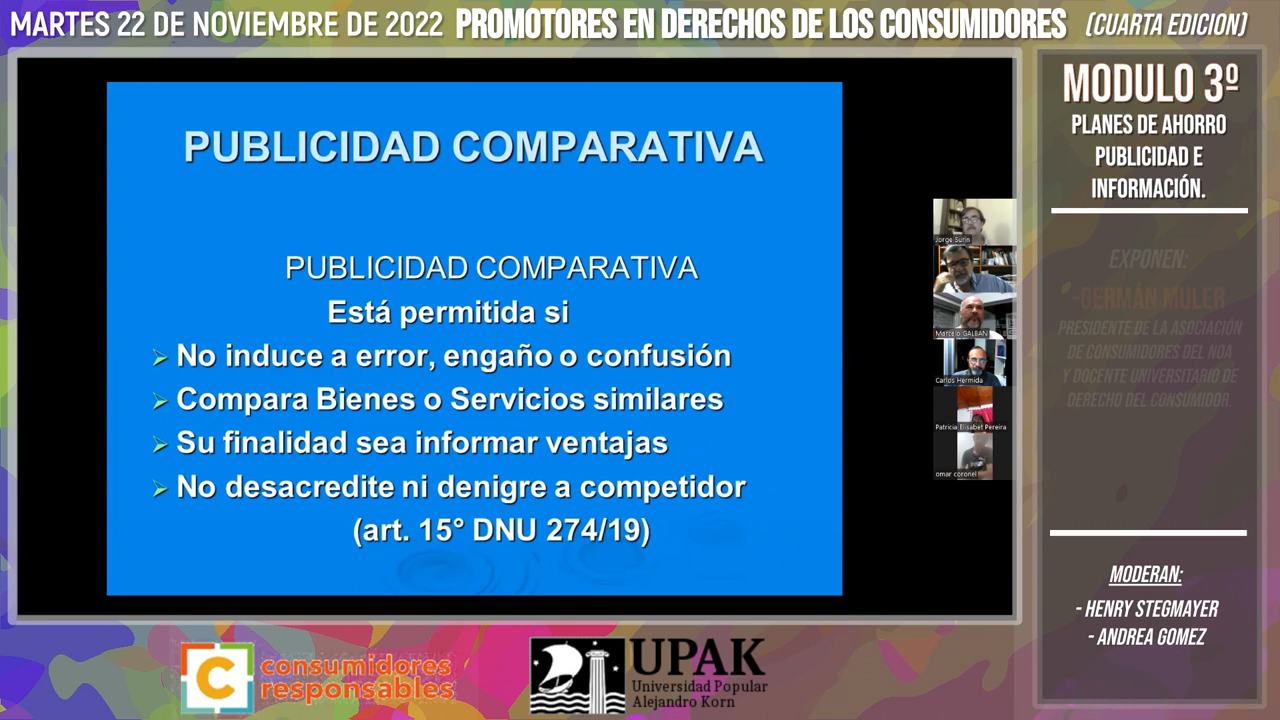 MARTES 22 DE NOVIEMBRE DE 2022 PROMOTORES EN DERECHOS DE LOS CONSUMIDORES (CUARTA EDICION)
PUBLICIDAD COMPARATIVA
PUBLICIDAD COMPARATIVA
Está permitida si
➢ No induce a error, engaño o confusión
➢ Compara Bienes o Servicios similares
➢ Su finalidad sea informar ventajas
➢ No desacredite ni denigre a competidor
(art. 15° DNU 274/19)
Jorge Surin
Marcelo GALBAN
Carlos Hermida
Patricia Elisabet Pereira
omar coronel
MODULO 3º
PLANES DE AHORRO
PUBLICIDAD E
INFORMACIÓN.
EXPONEN:
-GERMÁN MULER
PRESIDENTE DE LA ASOCIACIÓN
DE CONSUMIDORES DEL NOA
Y DOCENTE UNIVERSITARIO DE
DERECHO DEL CONSUMIDOR.
MODERAN:
- HENRY STEGMAYER
- ANDREA GOMEZ
C consumidores
responsables
UPAK
Universidad Popular
Alejandro Korn